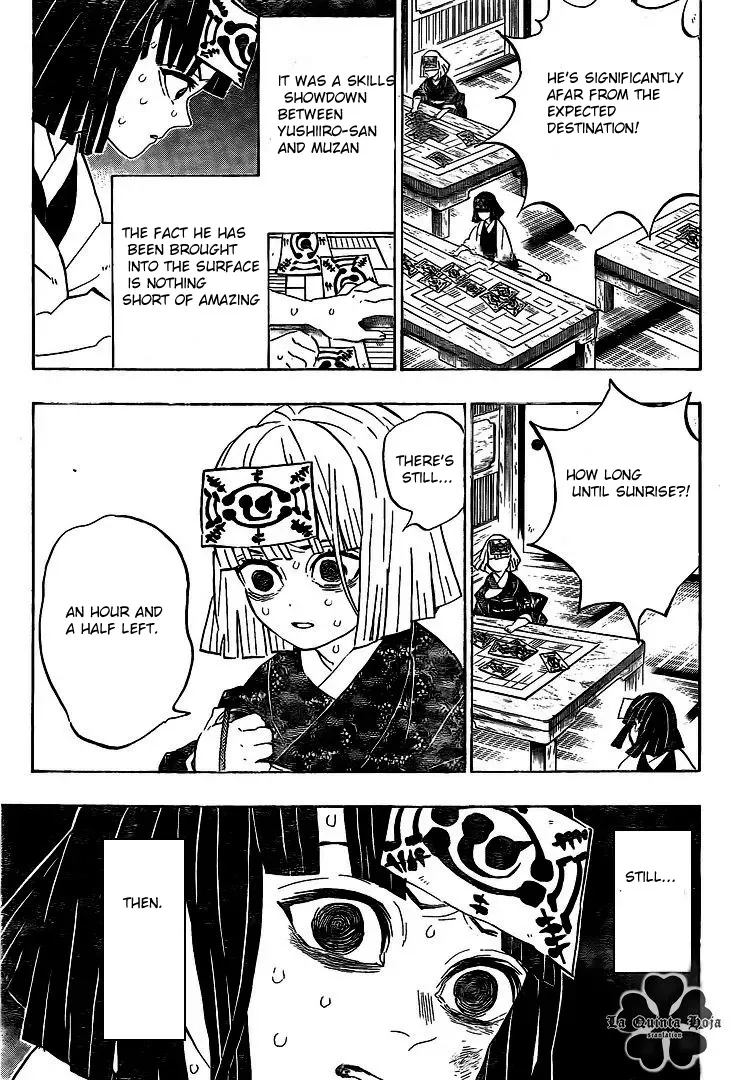 HE'S SIGNIFICANTLY
AFAR FROM THE
EXPECTED
DESTINATION!
IT WAS A SKILLS
SHOWDOWN
BETWEEN
YUSHIIRO-SAN
AND MUZAN
THE FACT HE HAS
BEEN BROUGHT
INTO THE SURFACE
IS NOTHING
SHORT OF AMAZING
HOW LONG
UNTIL SUNRISE?!
THERE'S
STILL...
AN HOUR AND
A HALF LEFT.
STILL...
THEN.
La Quinta Hoja